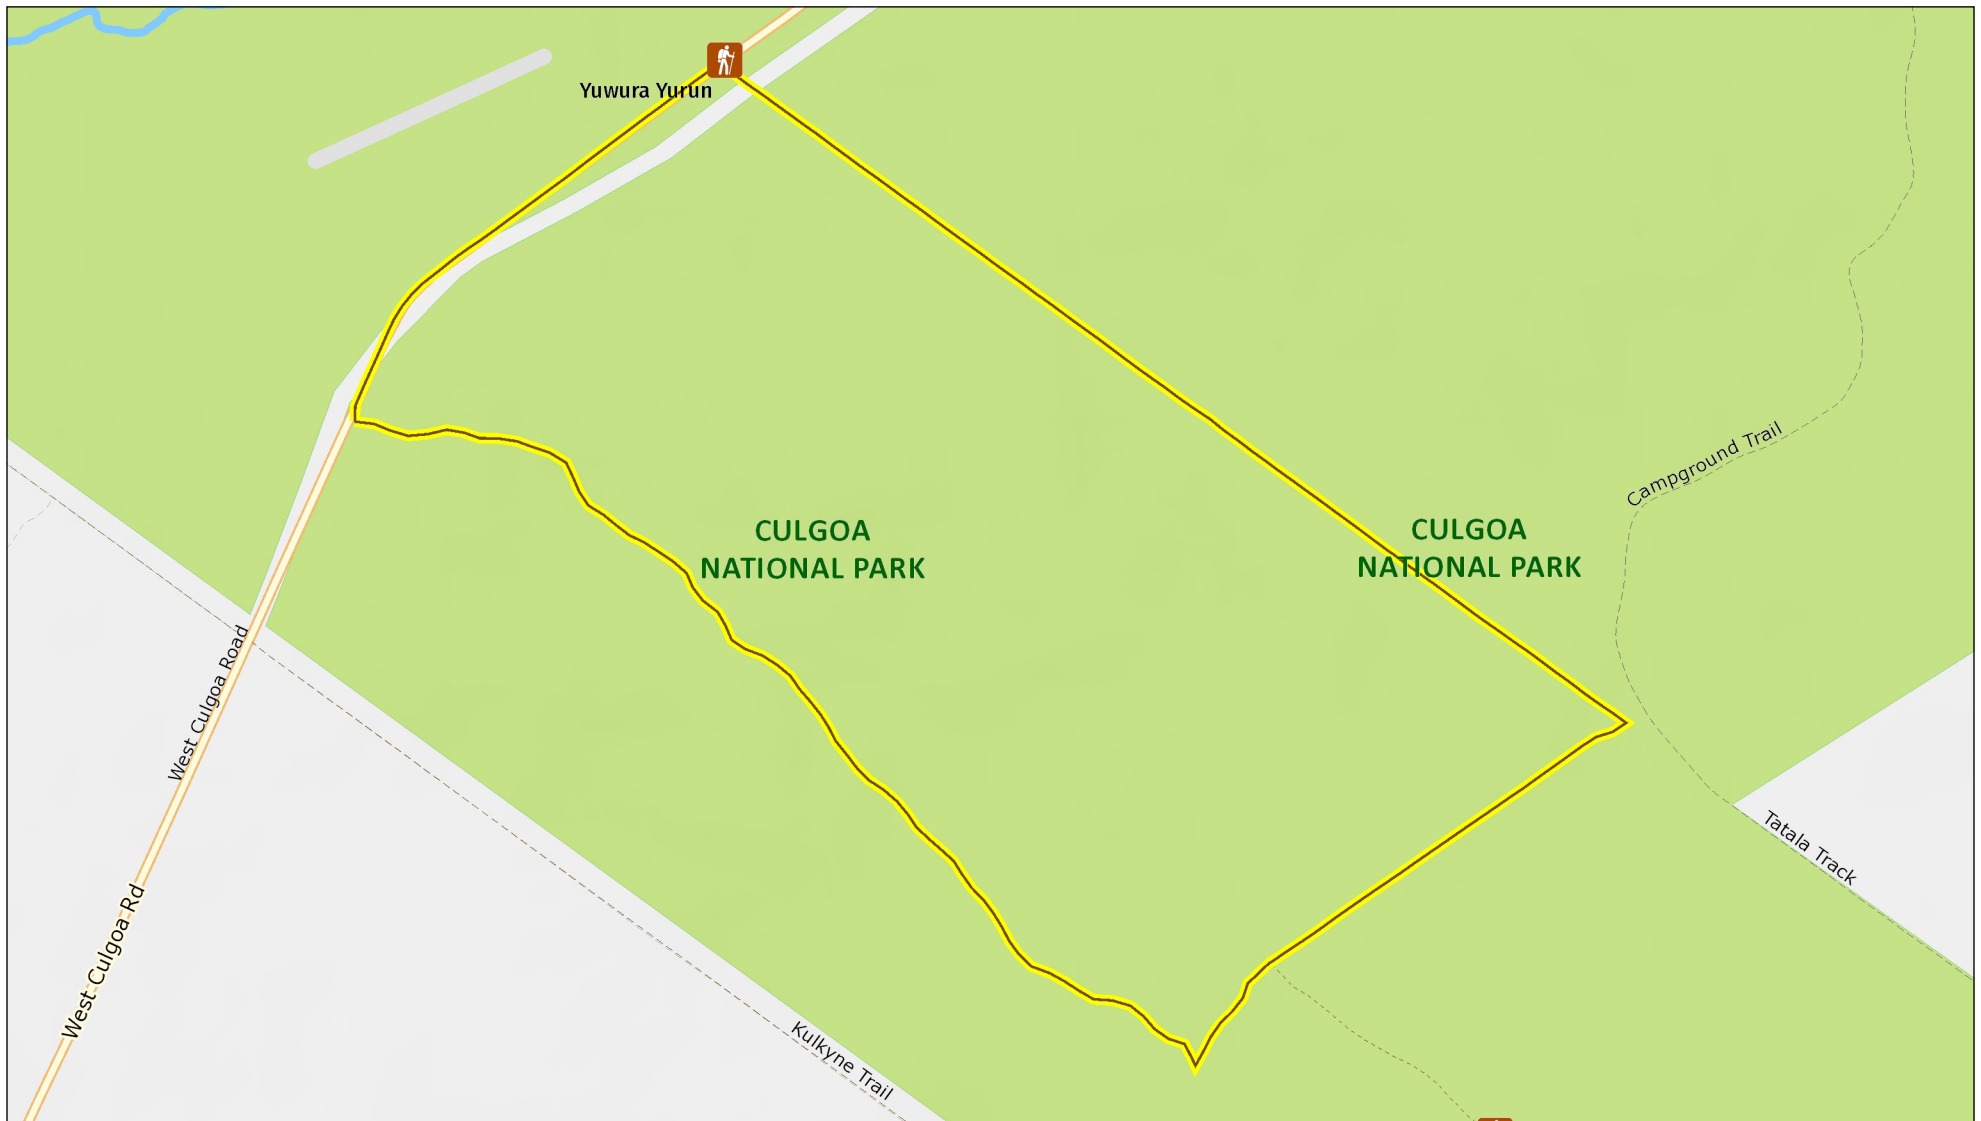 Yuwura Yurun
Campground Trail
CULGOA
NATIONAL PARK
CULGOA
NATIONAL PARK
West Culgoa Road
Tatala Track
West Culgoa Rd
Kulkyne Trail